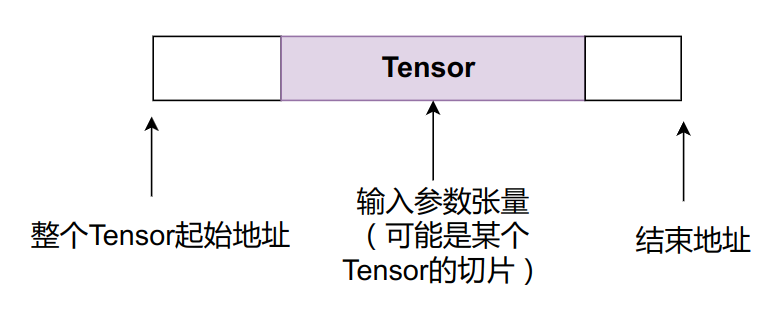 Tensor
整个Tensor起始地址
输入参数张量
（可能是某个
Tensor的切片）
结束地址